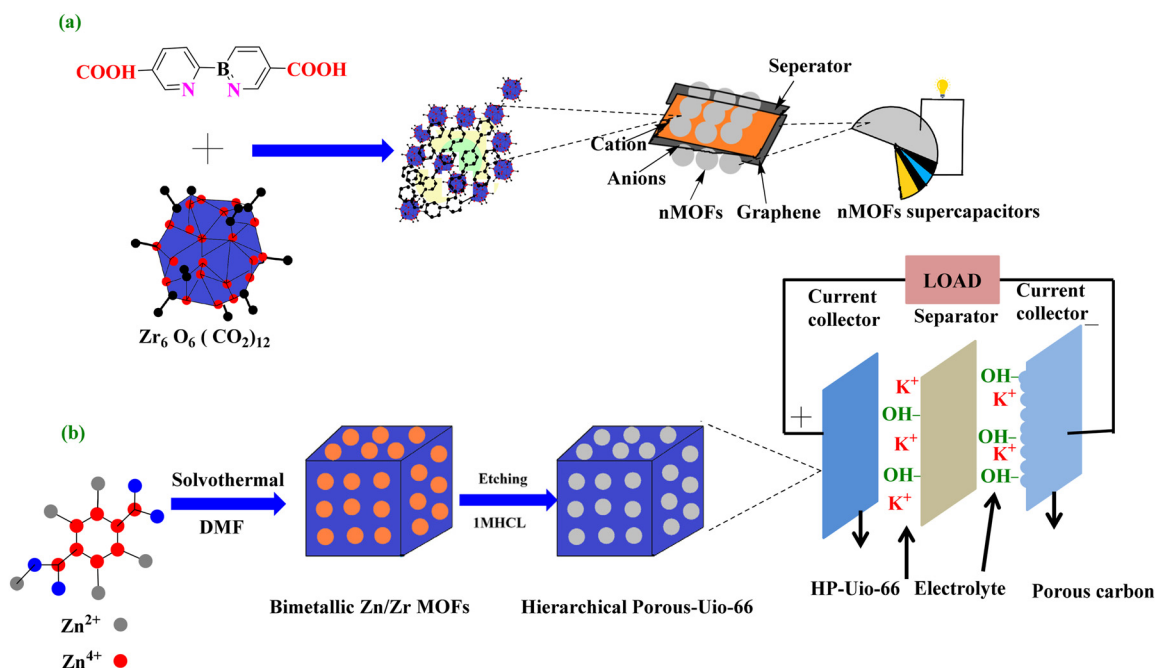 (a)
COOH
B
COOH
N
N
+
Zr6 O6 ( CO2)12
Seperator
Cation
Anions
nMOFs
Graphene
nMOFs supercapacitors
LOAD
Current
collector
Separator
Current
collector
+
−
K+
OH–
K+
OH–
K+
OH–
K+
OH–
K+
OH–
HP-Uio-66
Electrolyte
Porous carbon
(b)
Solvothermal
DMF
Etching
1MHCL
Bimetallic Zn/Zr MOFs
Hierarchical Porous-Uio-66
Zn2+
Zn4+